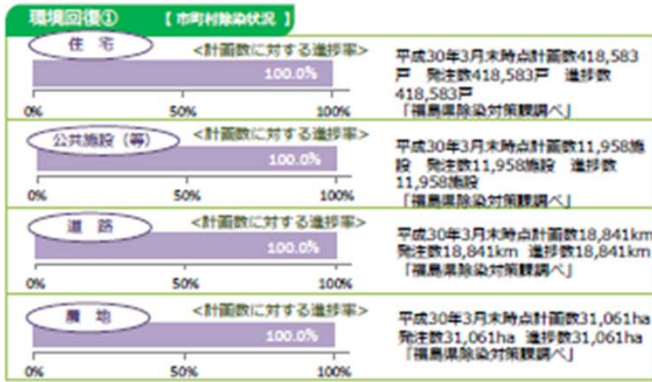 環境回復① 【 市町村除染状況 】
住 宅 <計画数に対する進捗率>
100.0%
0% 50% 100%
平成30年3月末時点計画数418,583
戸 発注数418,583戸 進捗数
418,583戸
「福島県除染対策課調べ」
公共施設（等） <計画数に対する進捗率>
100.0%
0% 50% 100%
平成30年3月末時点計画数11,958施
設 発注数11,958施設 進捗数
11,958施設
「福島県除染対策課調べ」
道 路 <計画数に対する進捗率>
100.0%
0% 50% 100%
平成30年3月末時点計画数18,841km
発注数18,841km 進捗数18,841km
「福島県除染対策課調べ」
農 地 <計画数に対する進捗率>
100.0%
0% 50% 100%
平成30年3月末時点計画数31,061ha
発注数31,061ha 進捗数31,061ha
「福島県除染対策課調べ」